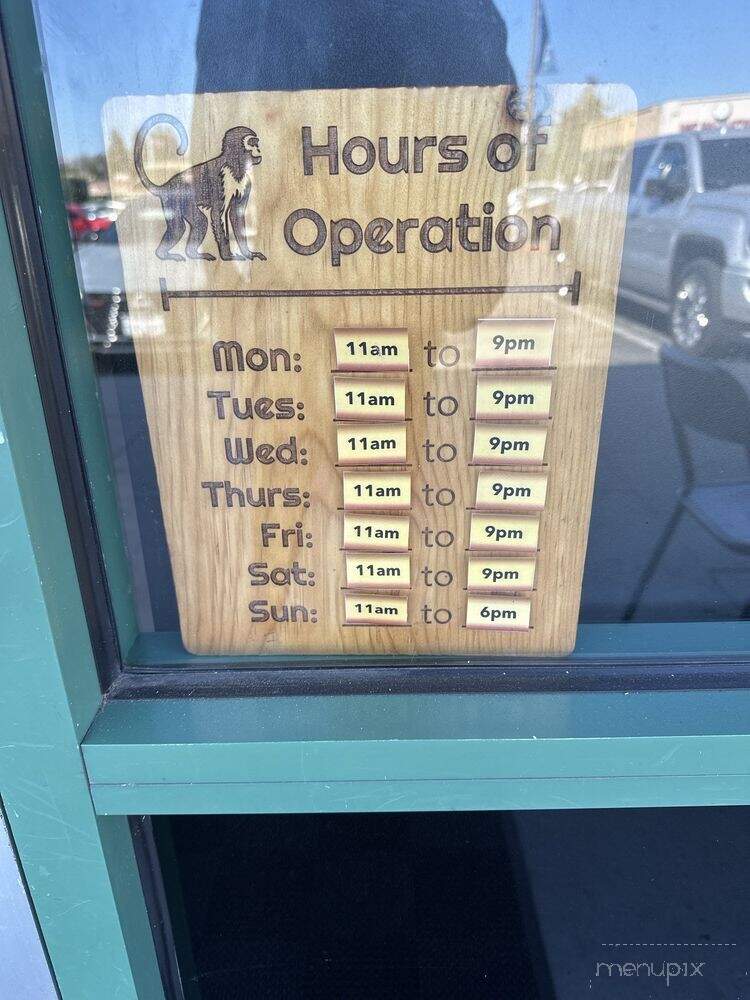 Hours of
Operation
Mon: 11am to 9pm
Tues: 11am to 9pm
Wed: 11am to 9pm
Thurs: 11am to 9pm
Fri: 11am to 9pm
Sat: 11am to 9pm
Sun: 11am to 6pm
menupix